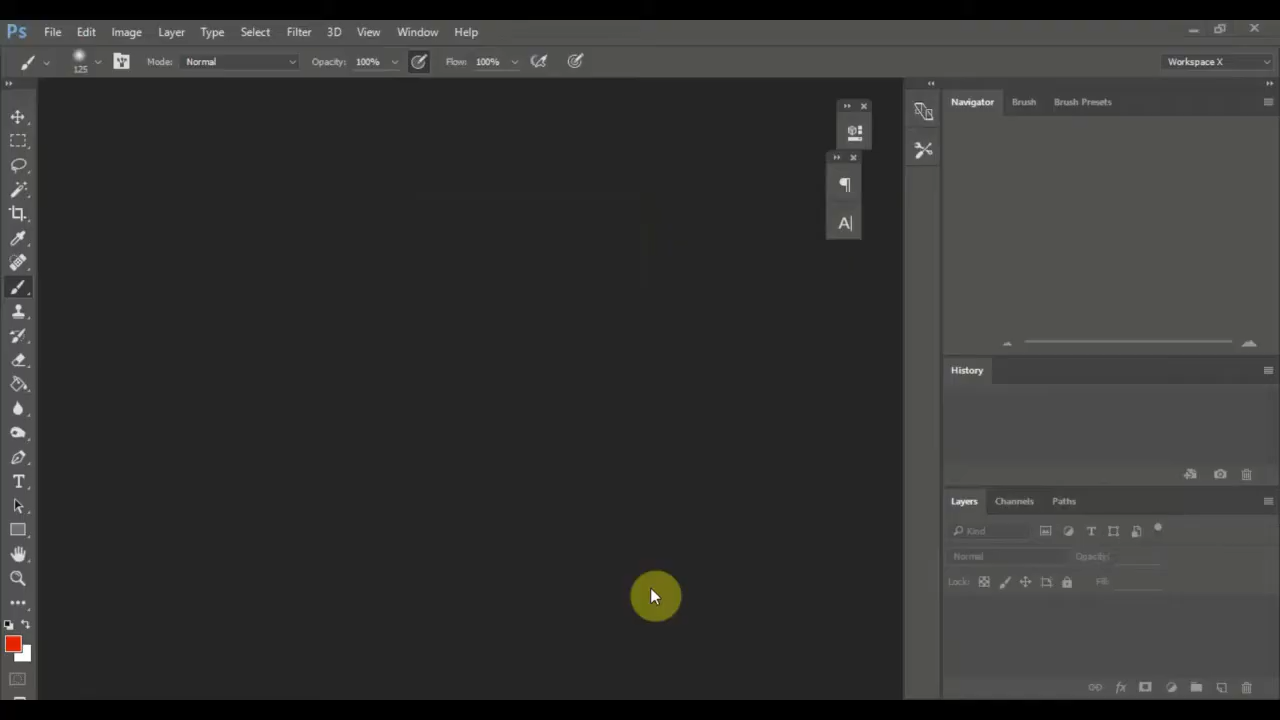 Ps File Edit Image Layer Type Select Filter 3D View Window Help
125 Mode: Normal Opacity: 100% Flow: 100% Workspace X
Navigator Brush Brush Presets
History
Layers Channels Paths
Kind
Normal Opacity:
Lock: Fill: